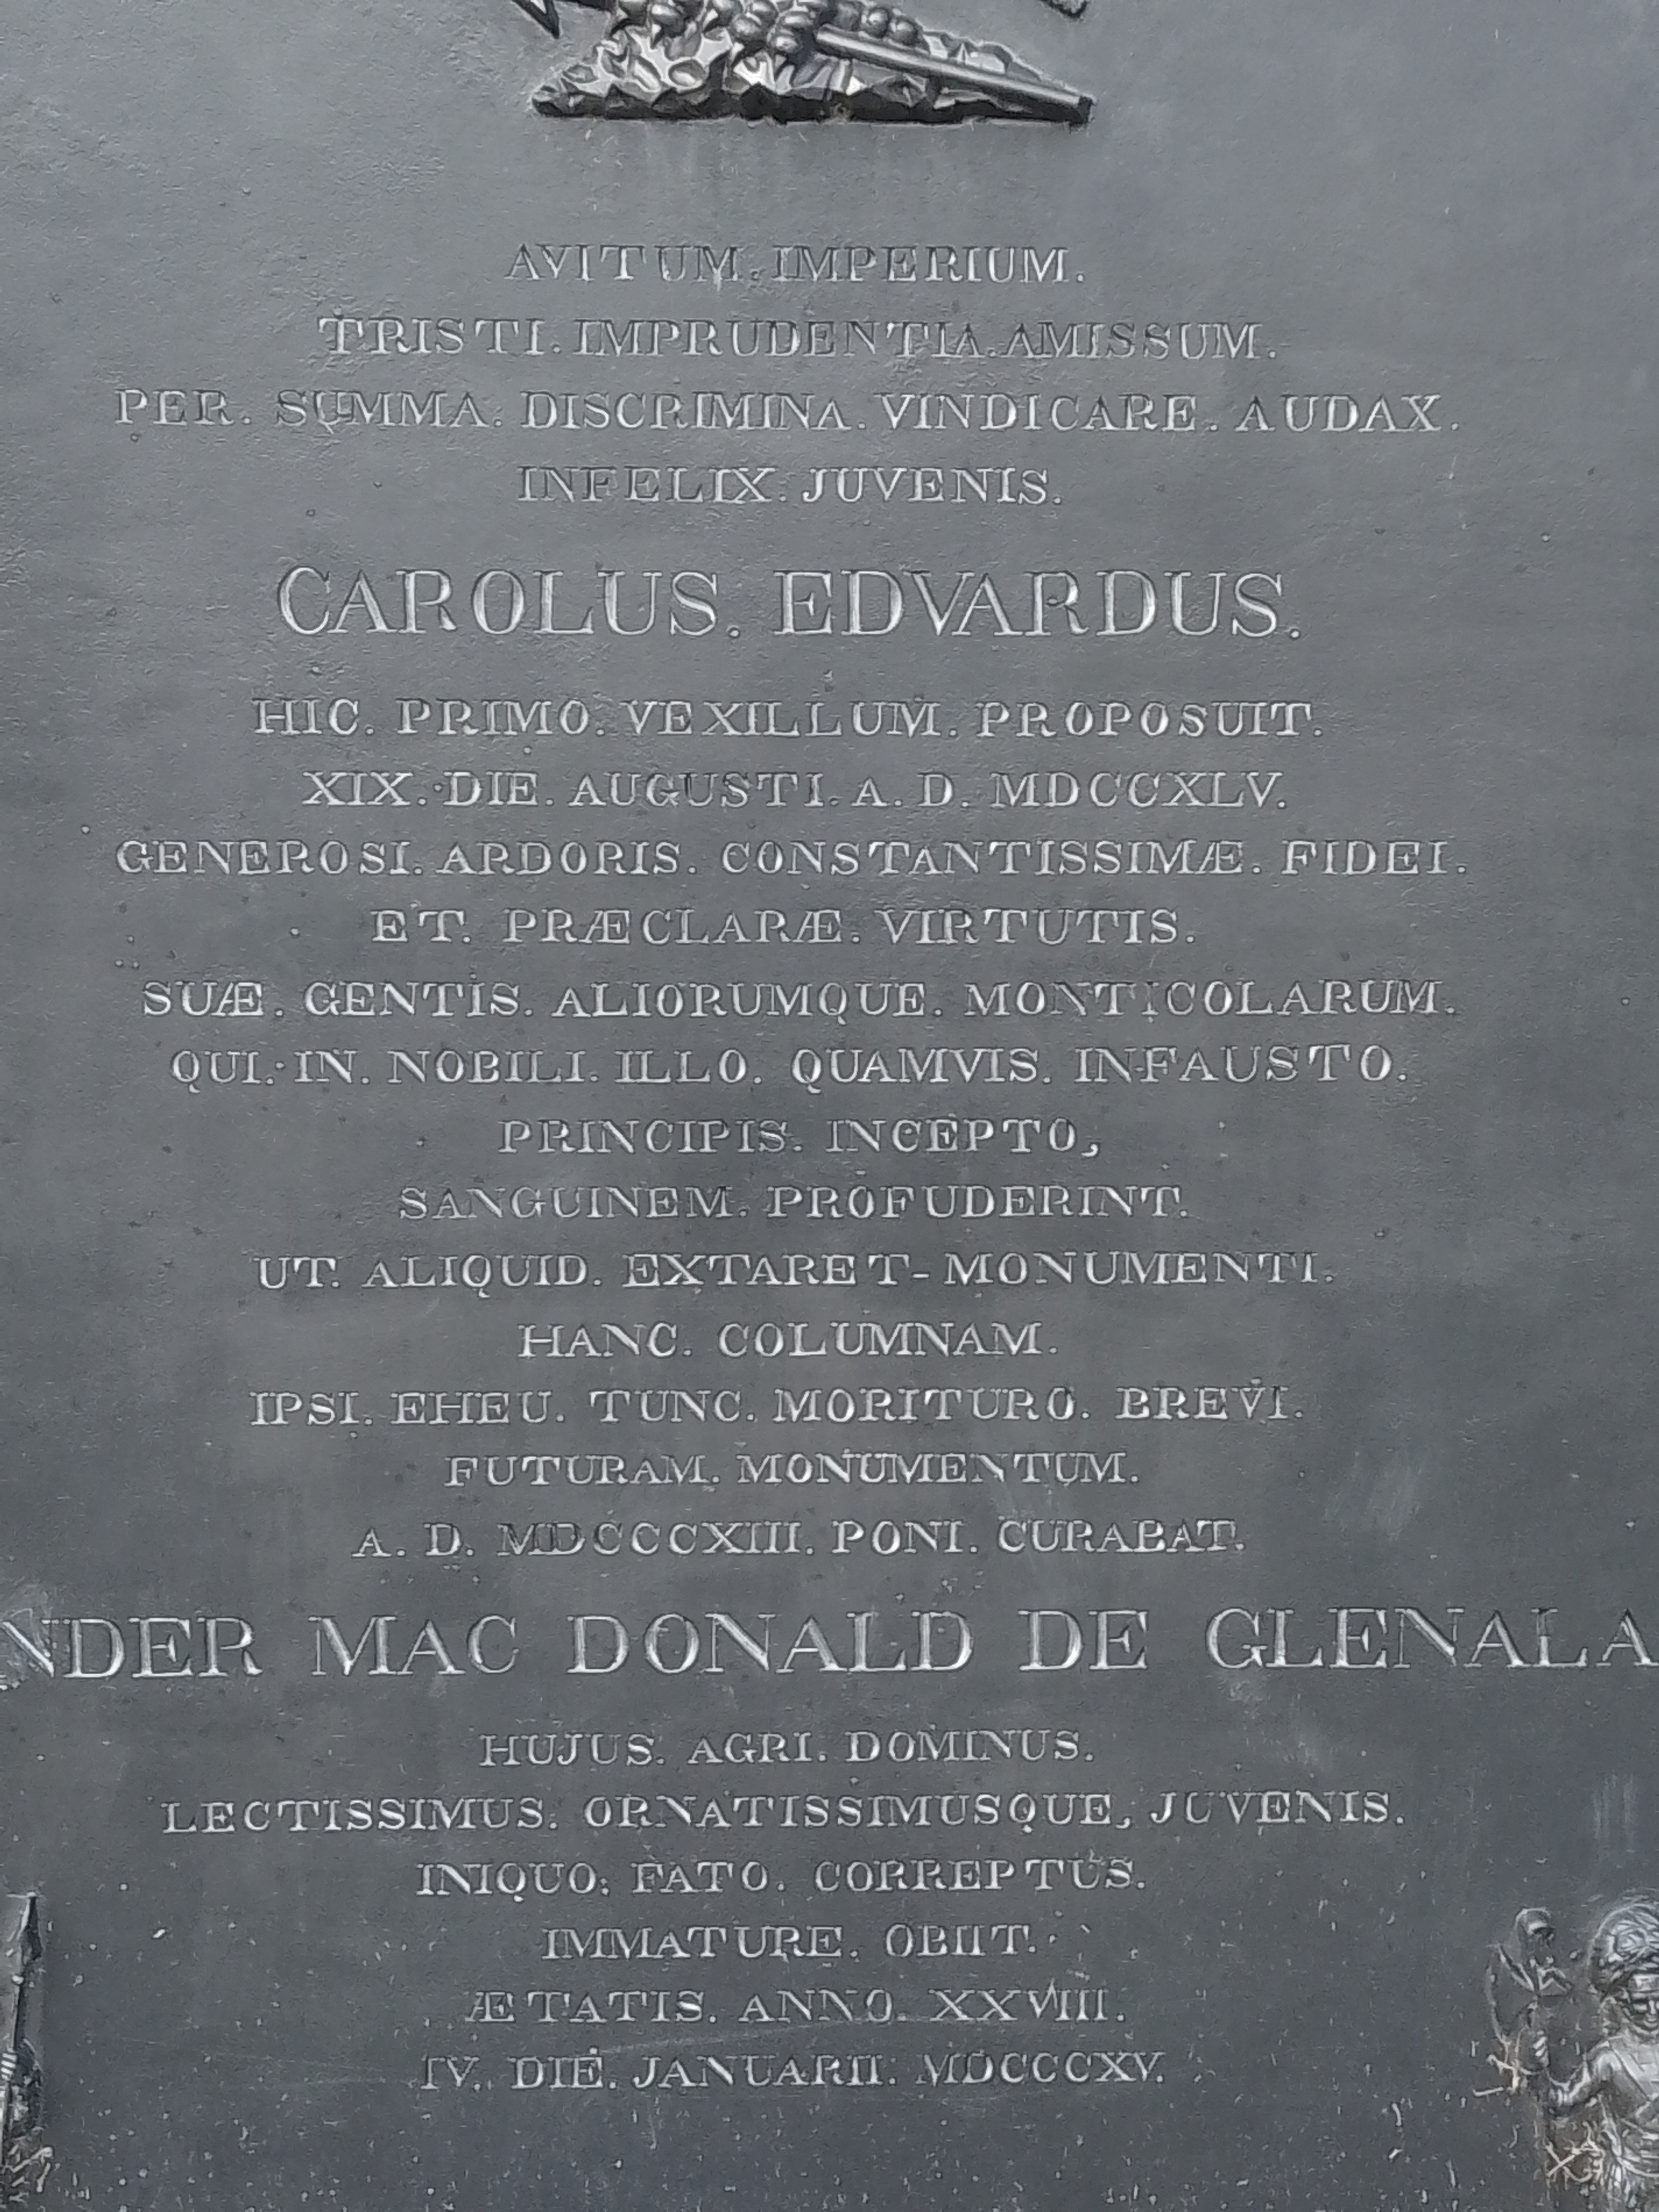 AVITUM. IMPERIUM.
TRISTI. IMPRUDENTIA. AMISSUM.
PER. SUMMA. DISCRIMINA. VINDICARE. AUDAX.
INFELIX. JUVENIS.
CAROLUS. EDVARDUS.
HIC. PRIMO. VEXILLUM. PROPOSUIT.
XIX. DIE. AUGUSTI. A. D. MDCCXLV.
GENEROSI. ARDORIS. CONSTANTISSIMÆ. FIDEI.
ET. PRÆCLARÆ. VIRTUTIS.
SUÆ. GENTIS. ALIORUMQUE. MONTICOLARUM.
QUI. IN. NOBILI. ILLO. QUAMVIS. INFAUSTO.
PRINCIPIS. INCEPTO,
SANGUINEM. PROFUDERINT.
UT. ALIQUID. EXTARET-MONUMENTI.
HANC. COLUMNAM.
IPSI. EHEU. TUNC. MORITURO. BREVI.
FUTURAM. MONUMENTUM.
A. D. MDCCCXIII. PONI. CURABAT.
NDER MAC DONALD DE GLENALA
HUJUS. AGRI. DOMINUS.
LECTISSIMUS. ORNATISSIMUSQUE, JUVENIS.
INIQUO. FATO. CORREPTUS.
IMMATURE. OBIIT.
ÆTATIS. ANNO. XXVIII.
IV. DIE. JANUARII. MDCCCXV.